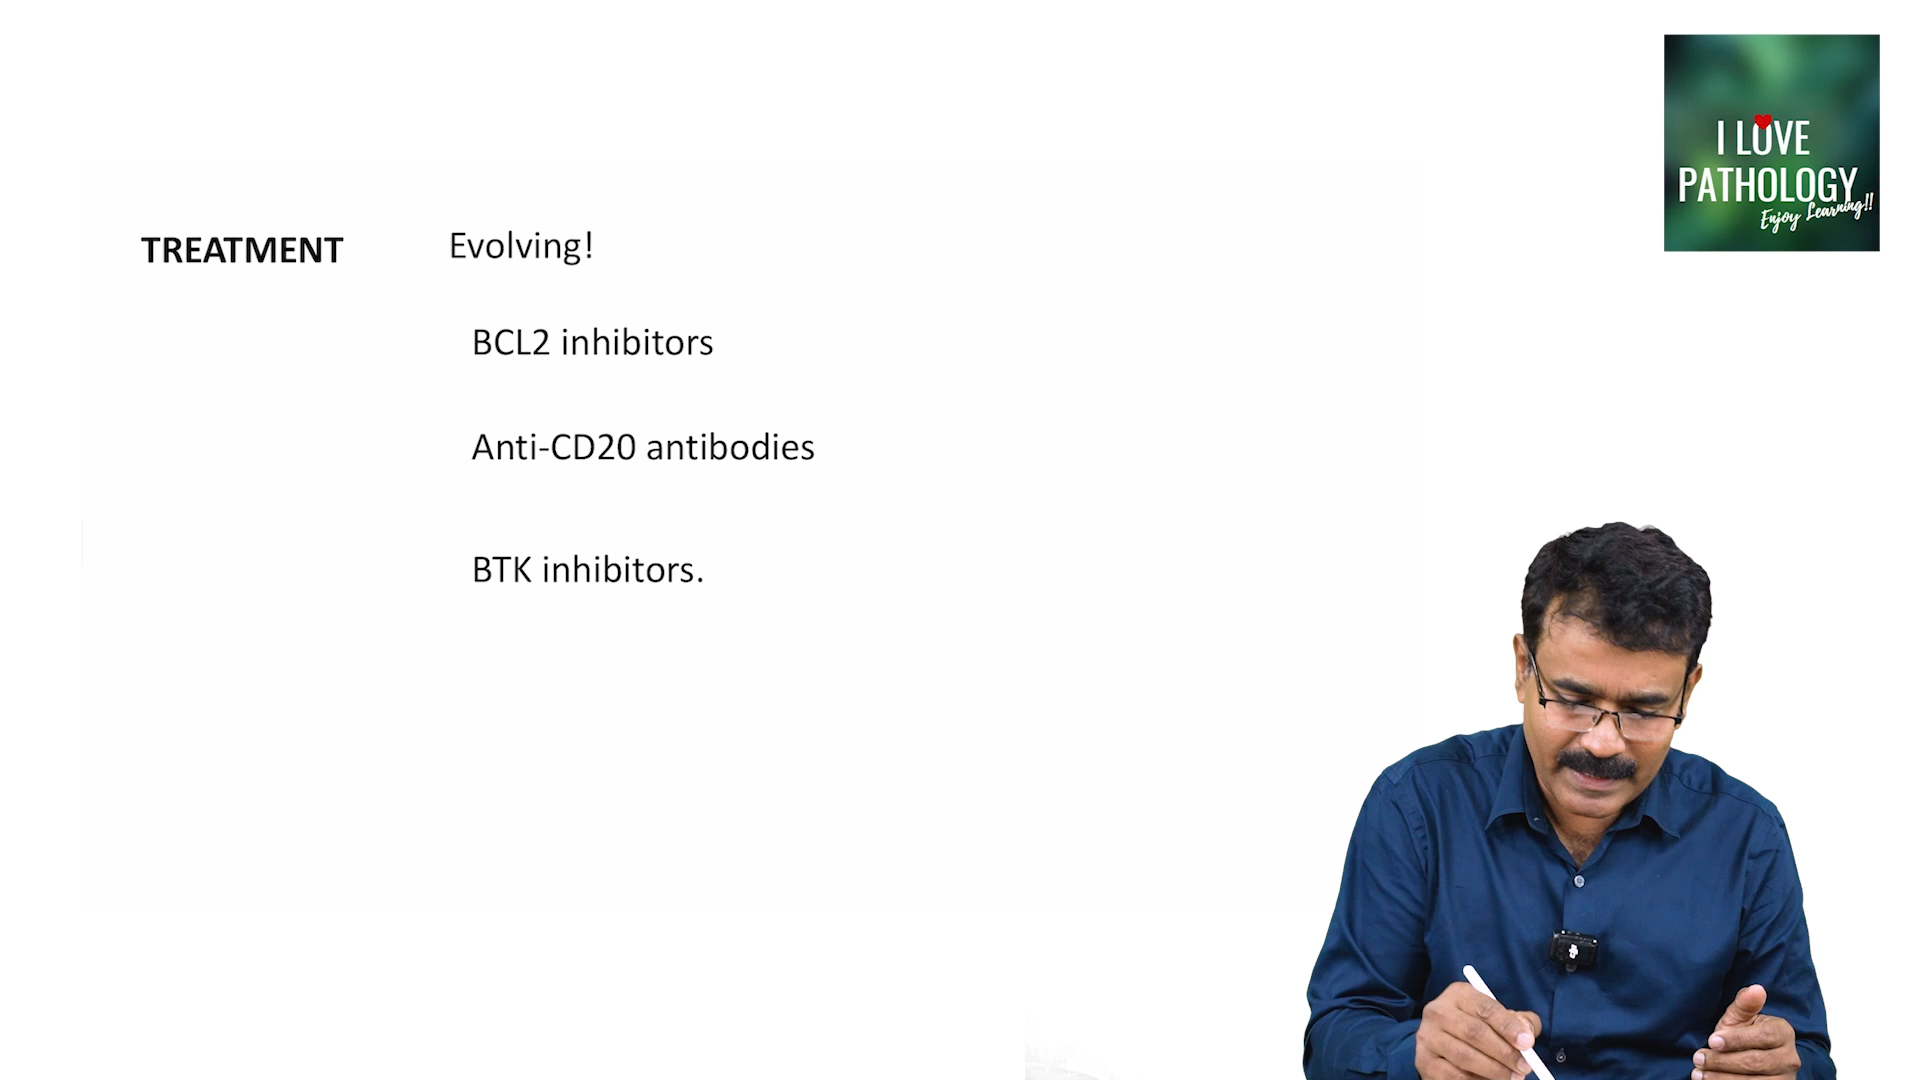 I LOVE
PATHOLOGY
Enjoy Learning!!
TREATMENT Evolving!
BCL2 inhibitors
Anti-CD20 antibodies
BTK inhibitors.